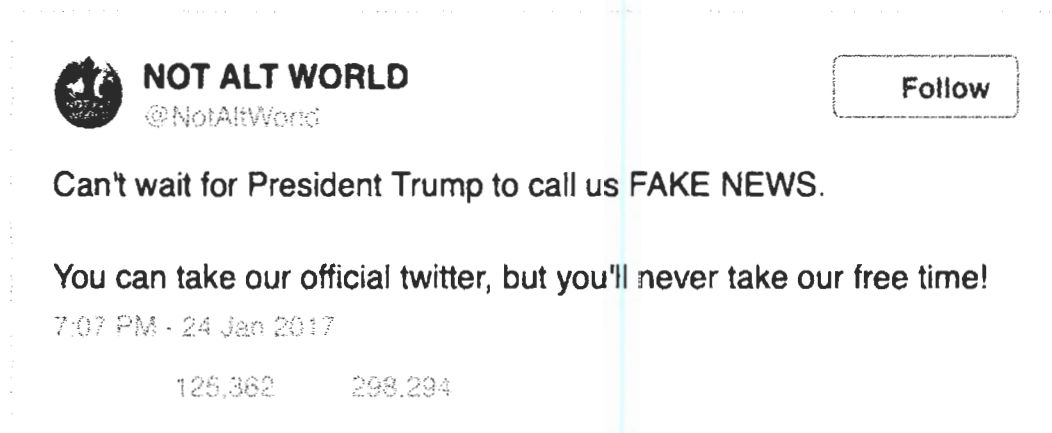 NOT ALT WORLD
@NotAltWorld
Follow
Can't wait for President Trump to call us FAKE NEWS.
You can take our official twitter, but you'll never take our free time!
7:07 PM - 24 Jan 2017
125,362 298,294